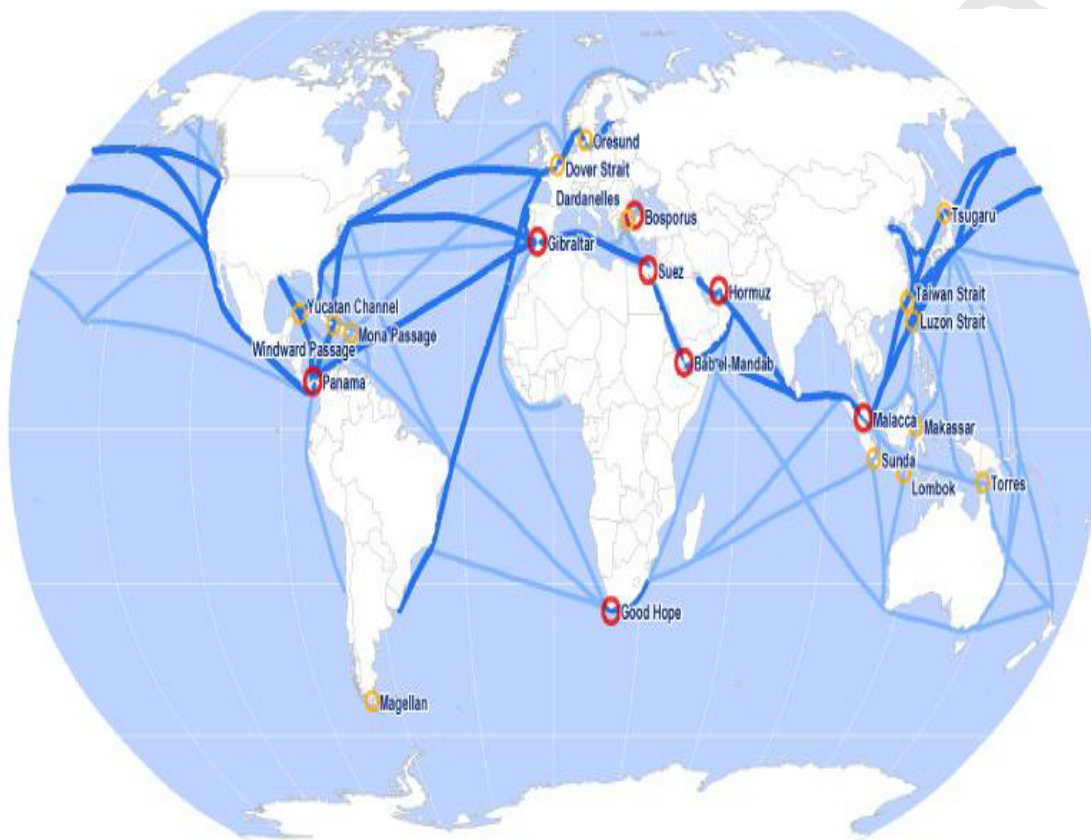 Oresund
Dover Strait
Dardanelles
Bosporus
Tsugaru
Gibraltar
Suez
Hormuz
Taiwan Strait
Yucatan Channel
Luzon Strait
Mona Passage
Windward Passage
Bab el-Mandab
Panama
Malacca
Makassar
Sunda
Lombok
Torres
Good Hope
Magellan